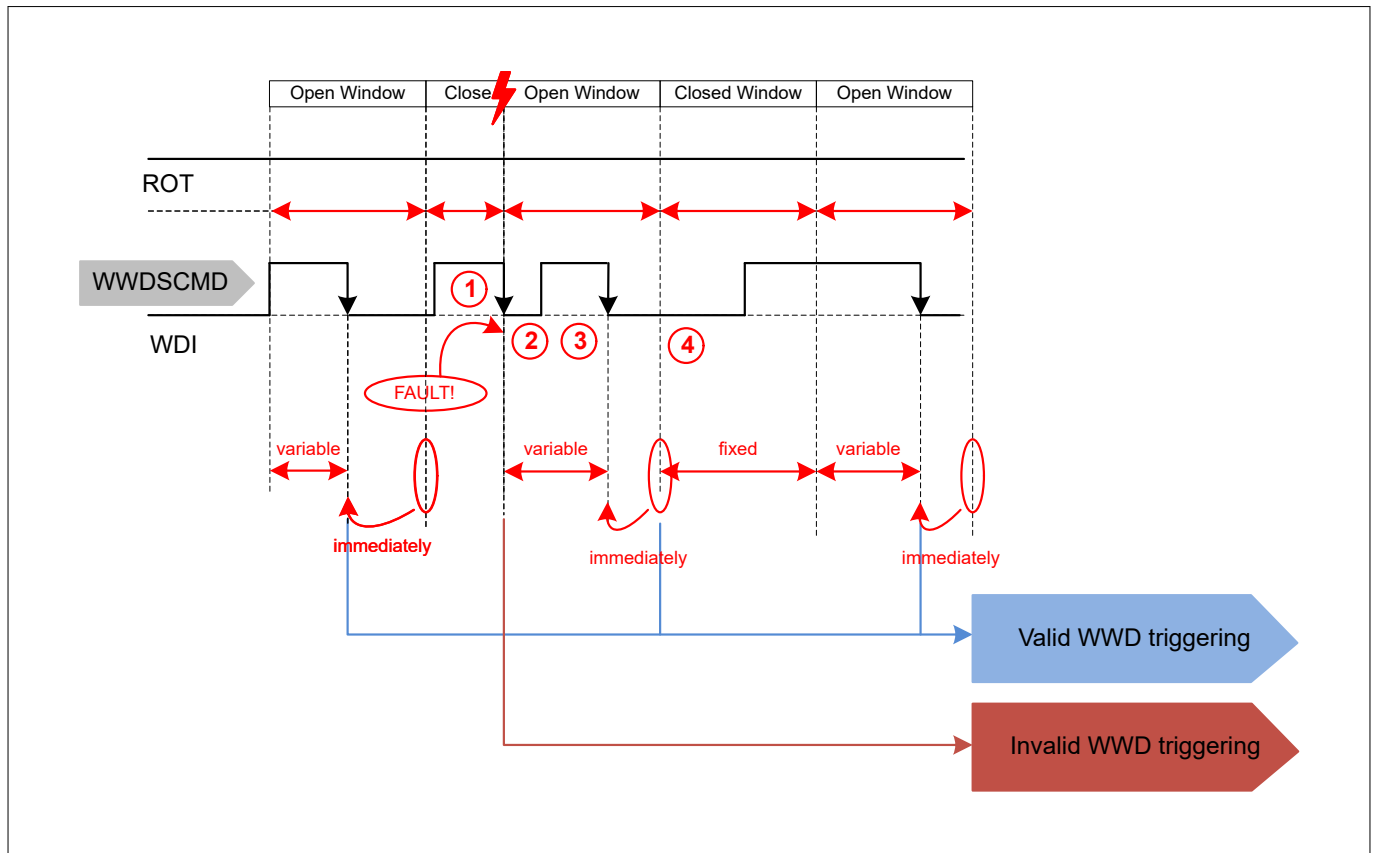 Open Window
Close
Open Window
Closed Window
Open Window
ROT
WWDSCMD
WDI
1
2
3
4
FAULT!
variable
variable
fixed
variable
immediately
immediately
immediately
Valid WWD triggering
Invalid WWD triggering